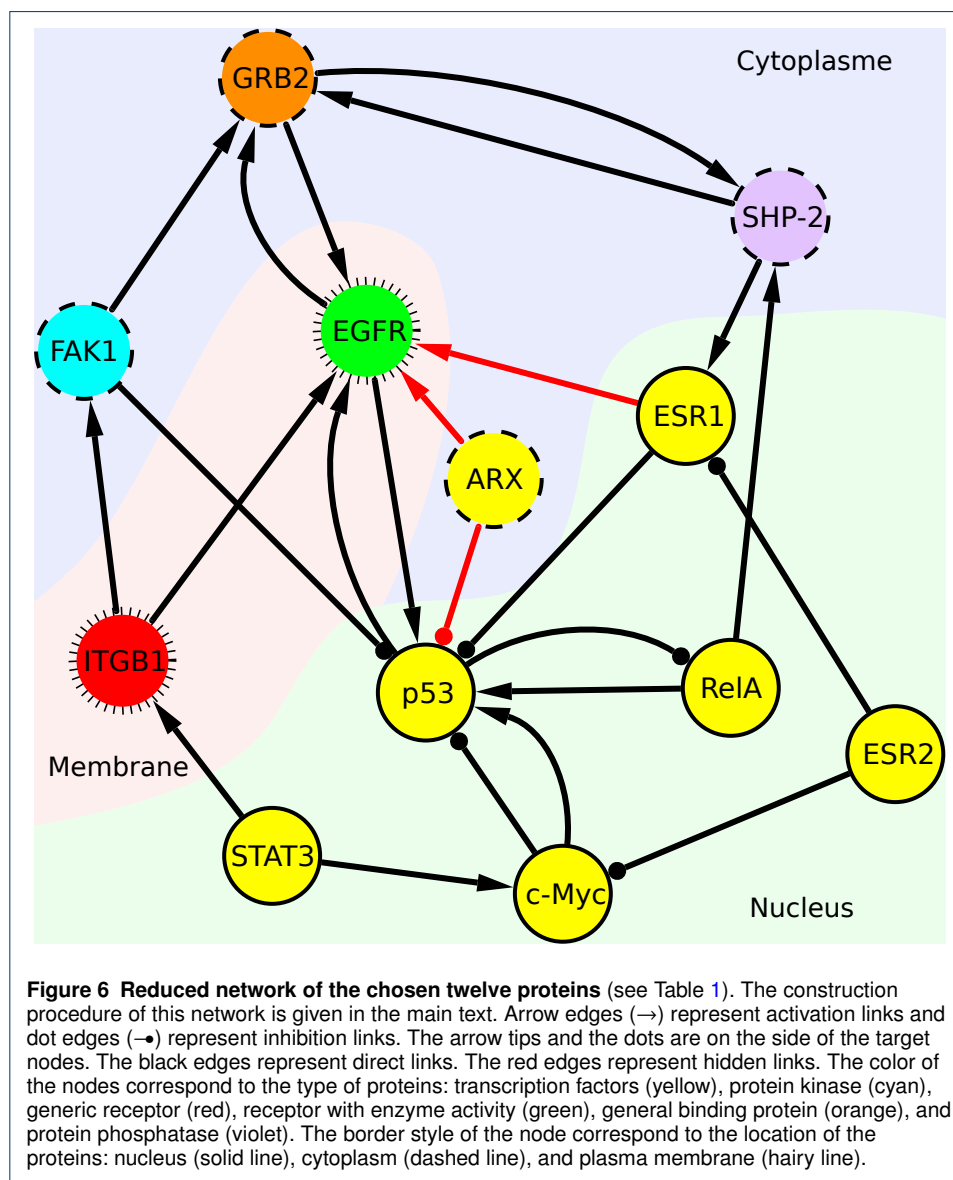 Cytoplasme
GRB2
SHP-2
EGFR
FAK1
ESR1
ARX
ITGB1
p53
RelA
ESR2
Membrane
STAT3
c-Myc
Nucleus
Figure 6 Reduced network of the chosen twelve proteins (see Table 1). The construction
procedure of this network is given in the main text. Arrow edges (→) represent activation links and
dot edges (⊸•) represent inhibition links. The arrow tips and the dots are on the side of the target
nodes. The black edges represent direct links. The red edges represent hidden links. The color of
the nodes correspond to the type of proteins: transcription factors (yellow), protein kinase (cyan),
generic receptor (red), receptor with enzyme activity (green), general binding protein (orange), and
protein phosphatase (violet). The border style of the node correspond to the location of the
proteins: nucleus (solid line), cytoplasm (dashed line), and plasma membrane (hairy line).